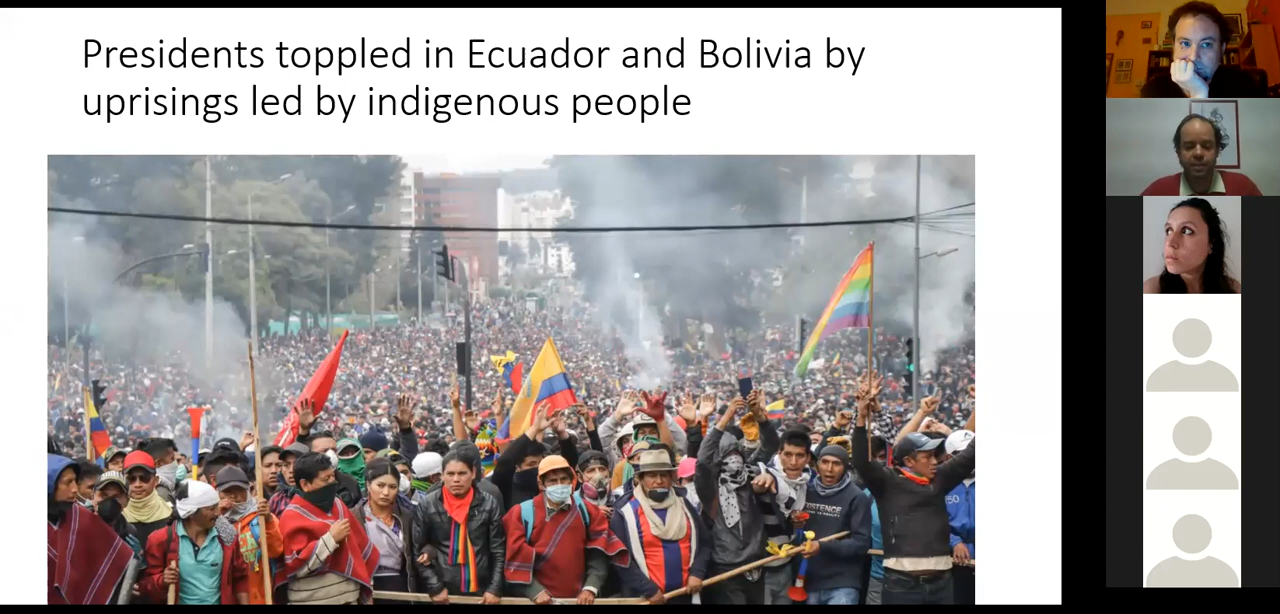 Presidents toppled in Ecuador and Bolivia by
uprisings led by indigenous people